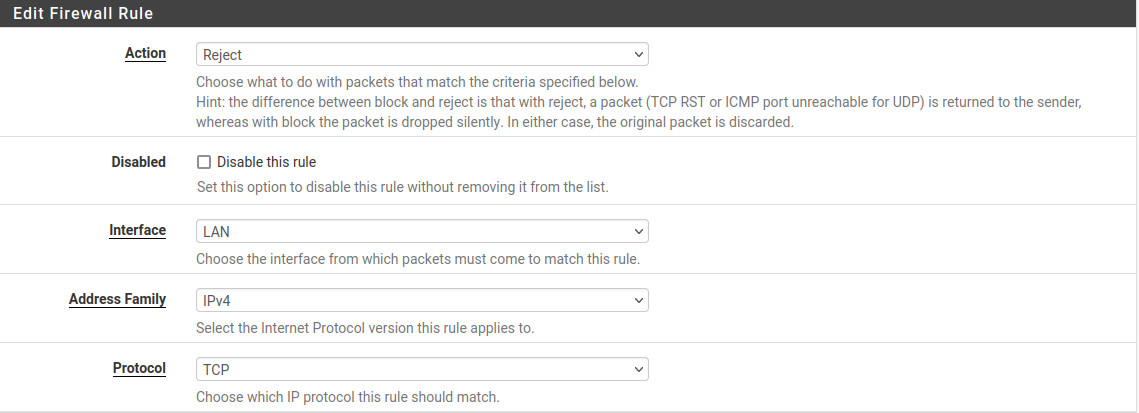 Edit Firewall Rule
Action
Reject
Choose what to do with packets that match the criteria specified below.
Hint: the difference between block and reject is that with reject, a packet (TCP RST or ICMP port unreachable for UDP) is returned to the sender,
whereas with block the packet is dropped silently. In either case, the original packet is discarded.
Disabled
Disable this rule
Set this option to disable this rule without removing it from the list.
Interface
LAN
Choose the interface from which packets must come to match this rule.
Address Family
IPv4
Select the Internet Protocol version this rule applies to.
Protocol
TCP
Choose which IP protocol this rule should match.